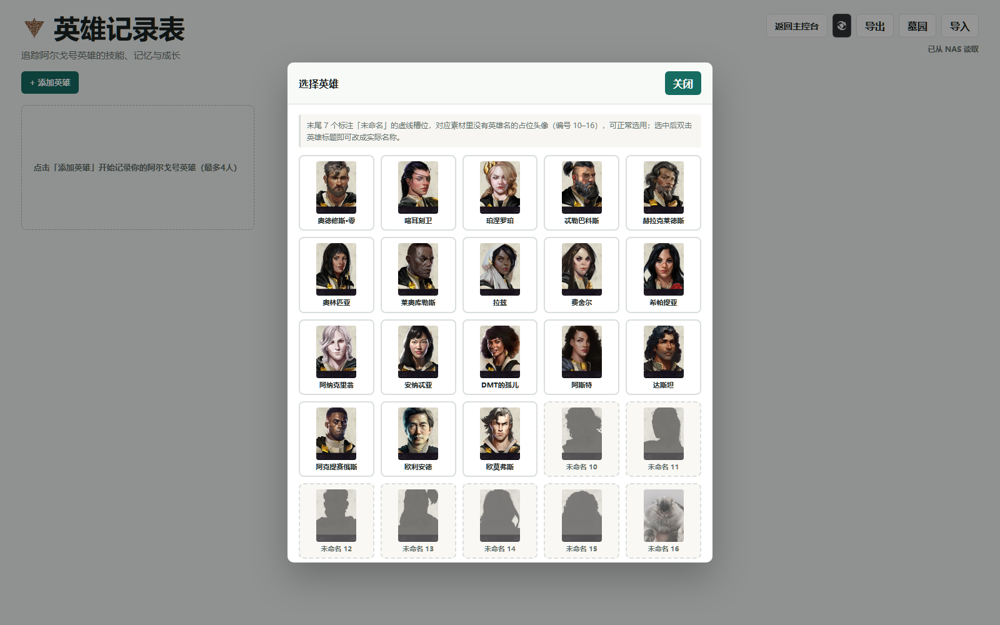 英雄记录表
追踪阿尔戈号英雄的技能、记忆与成长
返回主控台
导出
墓园
导入
已从 NAS 读取
+ 添加英雄
点击「添加英雄」开始记录你的阿尔戈号英雄（最多4人）
选择英雄
关闭
末尾 7 个标注「未命名」的虚线槽位，对应素材里没有英雄名的占位头像（编号 10–16），可正常选用；选中后双击
英雄标题即可改成实际名称。
奥德修斯•零
喀耳刻卫
珀涅罗珀
忒勒巴科斯
赫拉克莱德斯
奥林匹亚
莱奥库勒斯
拉兹
费舍尔
希帕提亚
阿纳克里翁
安纳忒亚
DMT的孤儿
阿斯特
达斯坦
阿克提赛俄斯
欧利安德
欧莫弗斯
未命名 10
未命名 11
未命名 12
未命名 13
未命名 14
未命名 15
未命名 16